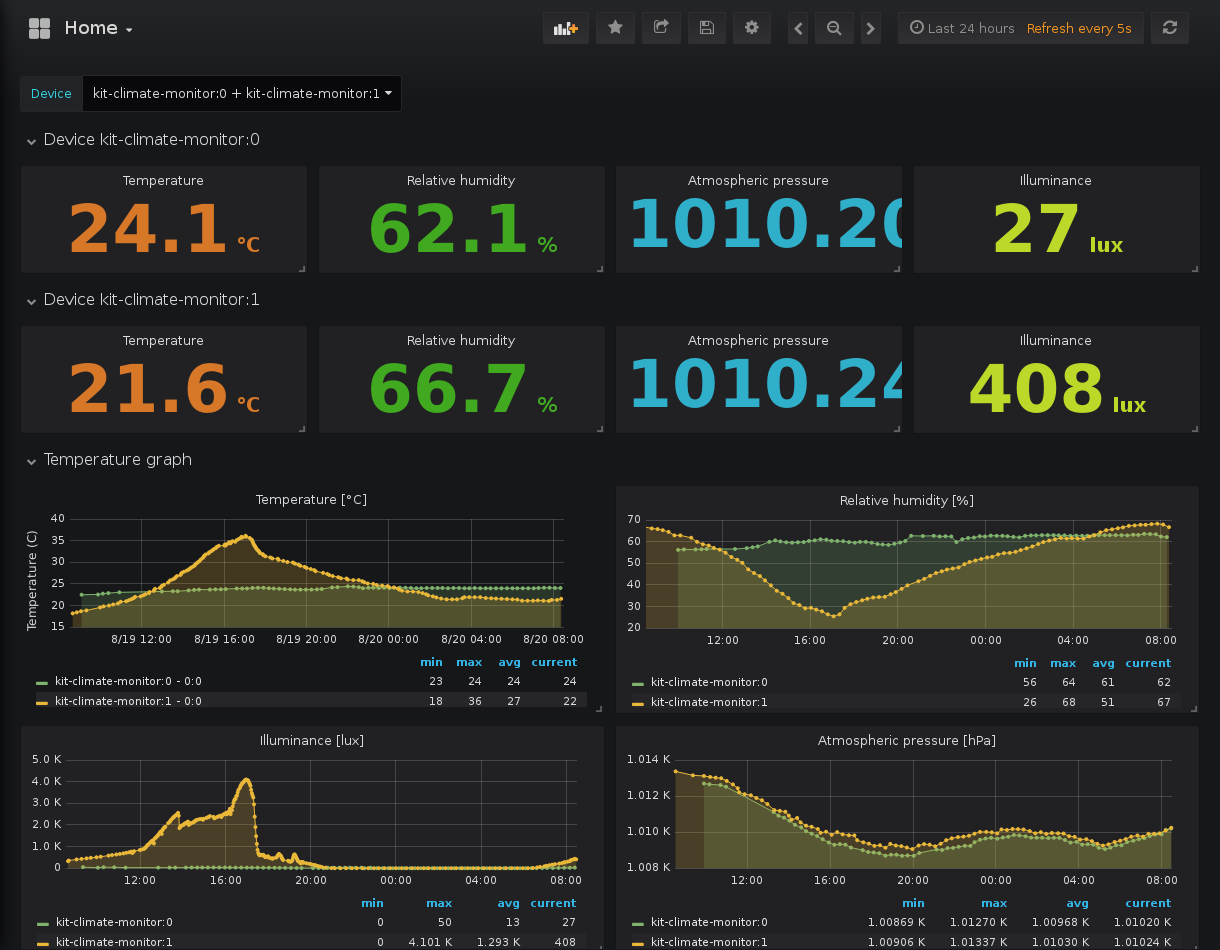 Home
Last 24 hours Refresh every 5s
Device kit-climate-monitor:0 + kit-climate-monitor:1
Device kit-climate-monitor:0
Temperature Relative humidity Atmospheric pressure Illuminance
24.1 °C 62.1 % 1010.20 27 lux
Device kit-climate-monitor:1
Temperature Relative humidity Atmospheric pressure Illuminance
21.6 °C 66.7 % 1010.24 408 lux
Temperature graph
Temperature [°C]
Temperature (C)
40
35
30
25
20
15
8/19 12:00 8/19 16:00 8/19 20:00 8/20 00:00 8/20 04:00 8/20 08:00
min max avg current
kit-climate-monitor:0 - 0:0 23 24 24 24
kit-climate-monitor:1 - 0:0 18 36 27 22
Relative humidity [%]
70
60
50
40
30
20
12:00 16:00 20:00 00:00 04:00 08:00
min max avg current
kit-climate-monitor:0 56 64 61 62
kit-climate-monitor:1 26 68 51 67
Illuminance [lux]
5.0 K
4.0 K
3.0 K
2.0 K
1.0 K
0
12:00 16:00 20:00 00:00 04:00 08:00
min max avg current
kit-climate-monitor:0 0 50 13 27
kit-climate-monitor:1 0 4.101 K 1.293 K 408
Atmospheric pressure [hPa]
1.014 K
1.012 K
1.010 K
1.008 K
12:00 16:00 20:00 00:00 04:00 08:00
min max avg current
kit-climate-monitor:0 1.00869 K 1.01270 K 1.00968 K 1.01020 K
kit-climate-monitor:1 1.00906 K 1.01337 K 1.01030 K 1.01024 K